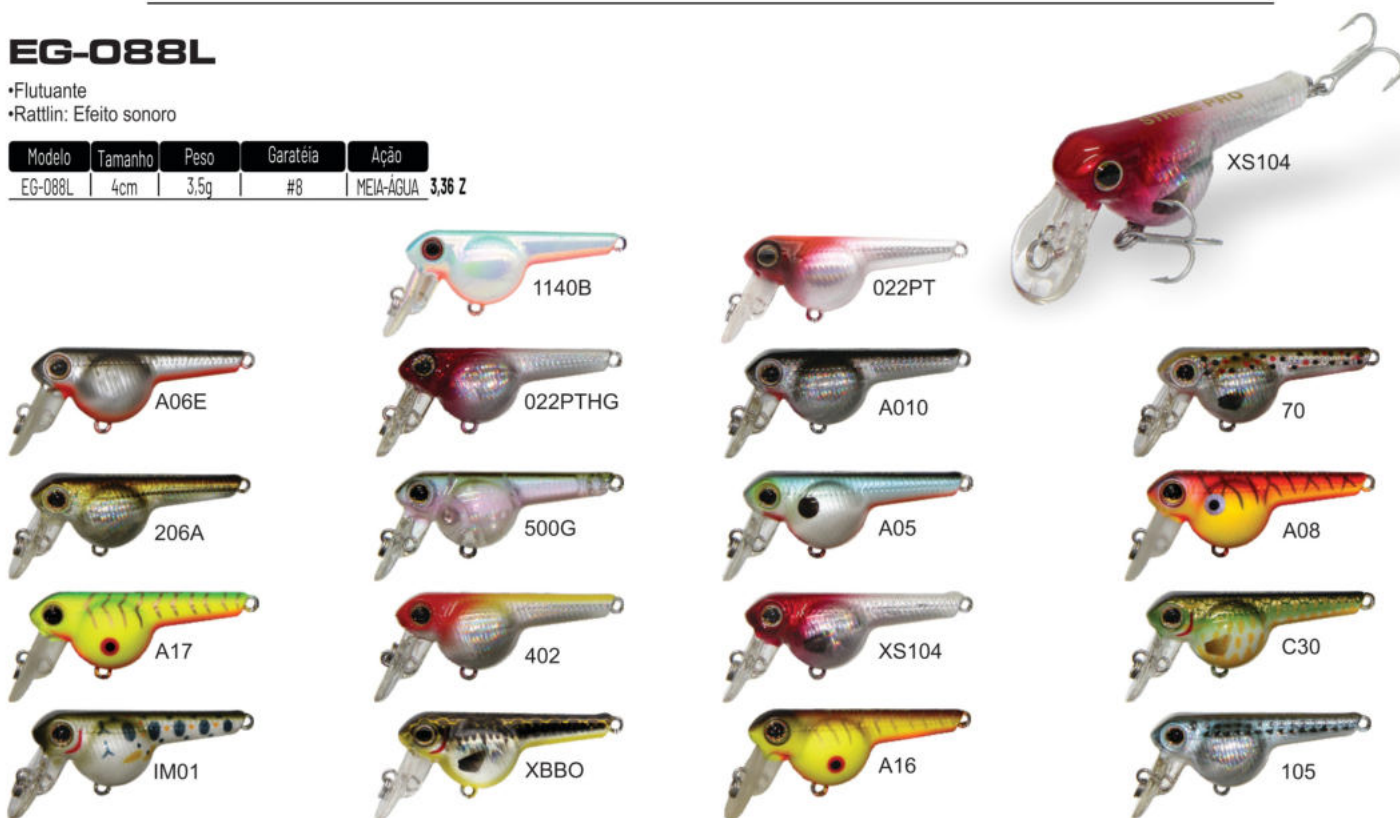 EG-088L
•Flutuante
•Rattlin: Efeito sonoro
Modelo Tamanho Peso Garatéia Ação
EG-088L 4cm 3,5g #8 MEIA-ÁGUA 3,36 Z
STRIKE PRO
XS104
1140B
022PT
A06E
022PTHG
A010
70
206A
500G
A05
A08
A17
402
XS104
C30
IM01
XBBO
A16
105